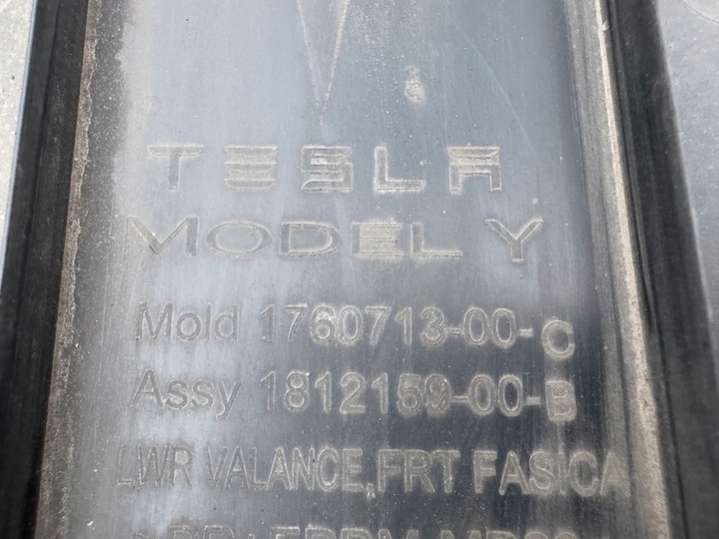 TESLA
MODEL Y
Mold 1760713-00-C
Assy 1812159-00-B
LWR VALANCE,FRT FASICA